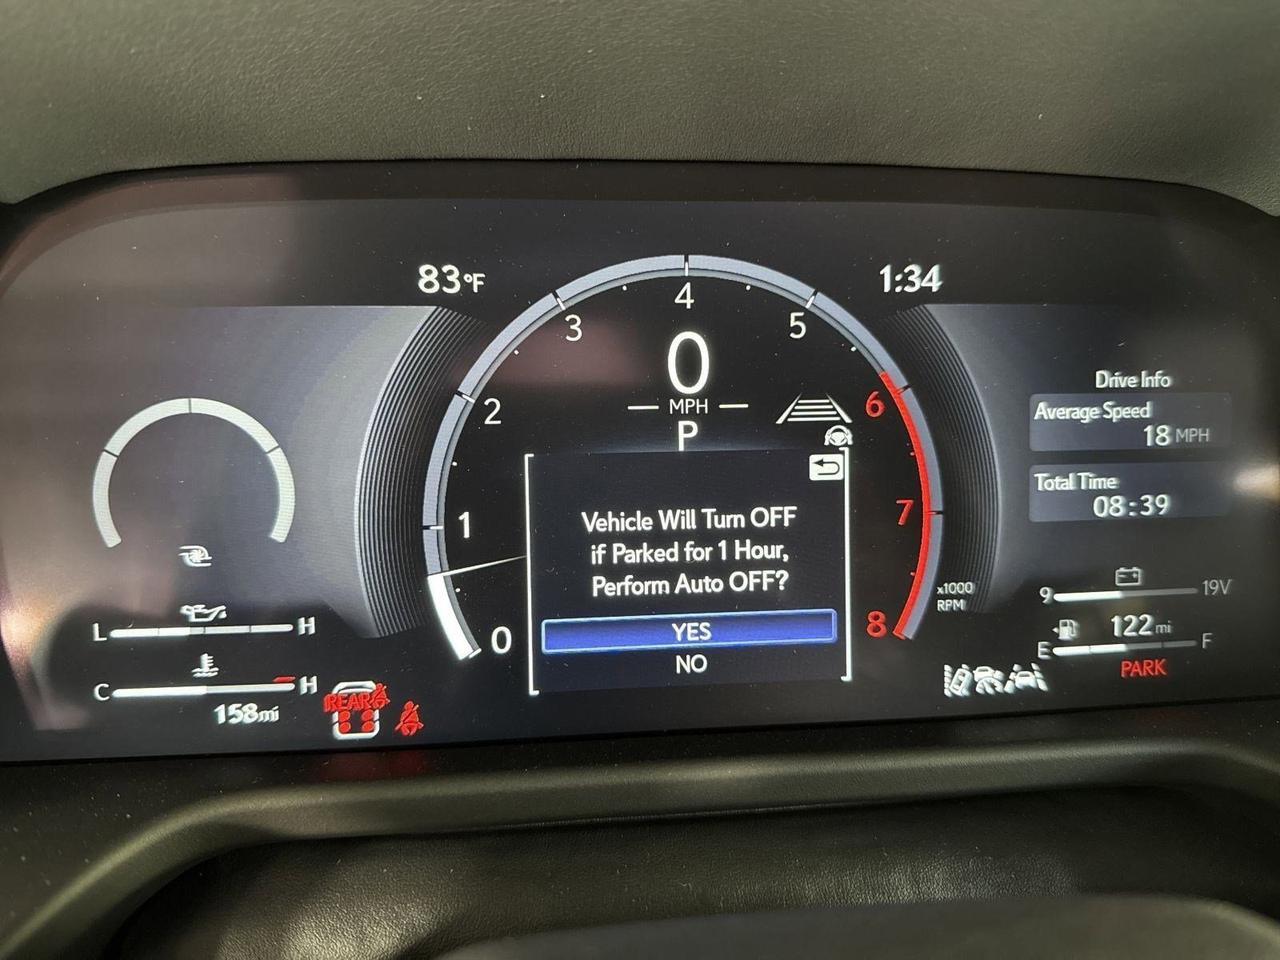 83°F
1:34
0
MPH
P
0
1
2
3
4
5
6
7
8
x1000
RPM
Vehicle Will Turn OFF
if Parked for 1 Hour,
Perform Auto OFF?
YES
NO
Drive Info
Average Speed
18 MPH
Total Time
08:39
9
19V
122 mi
E
F
PARK
L
H
C
H
158mi
REAR